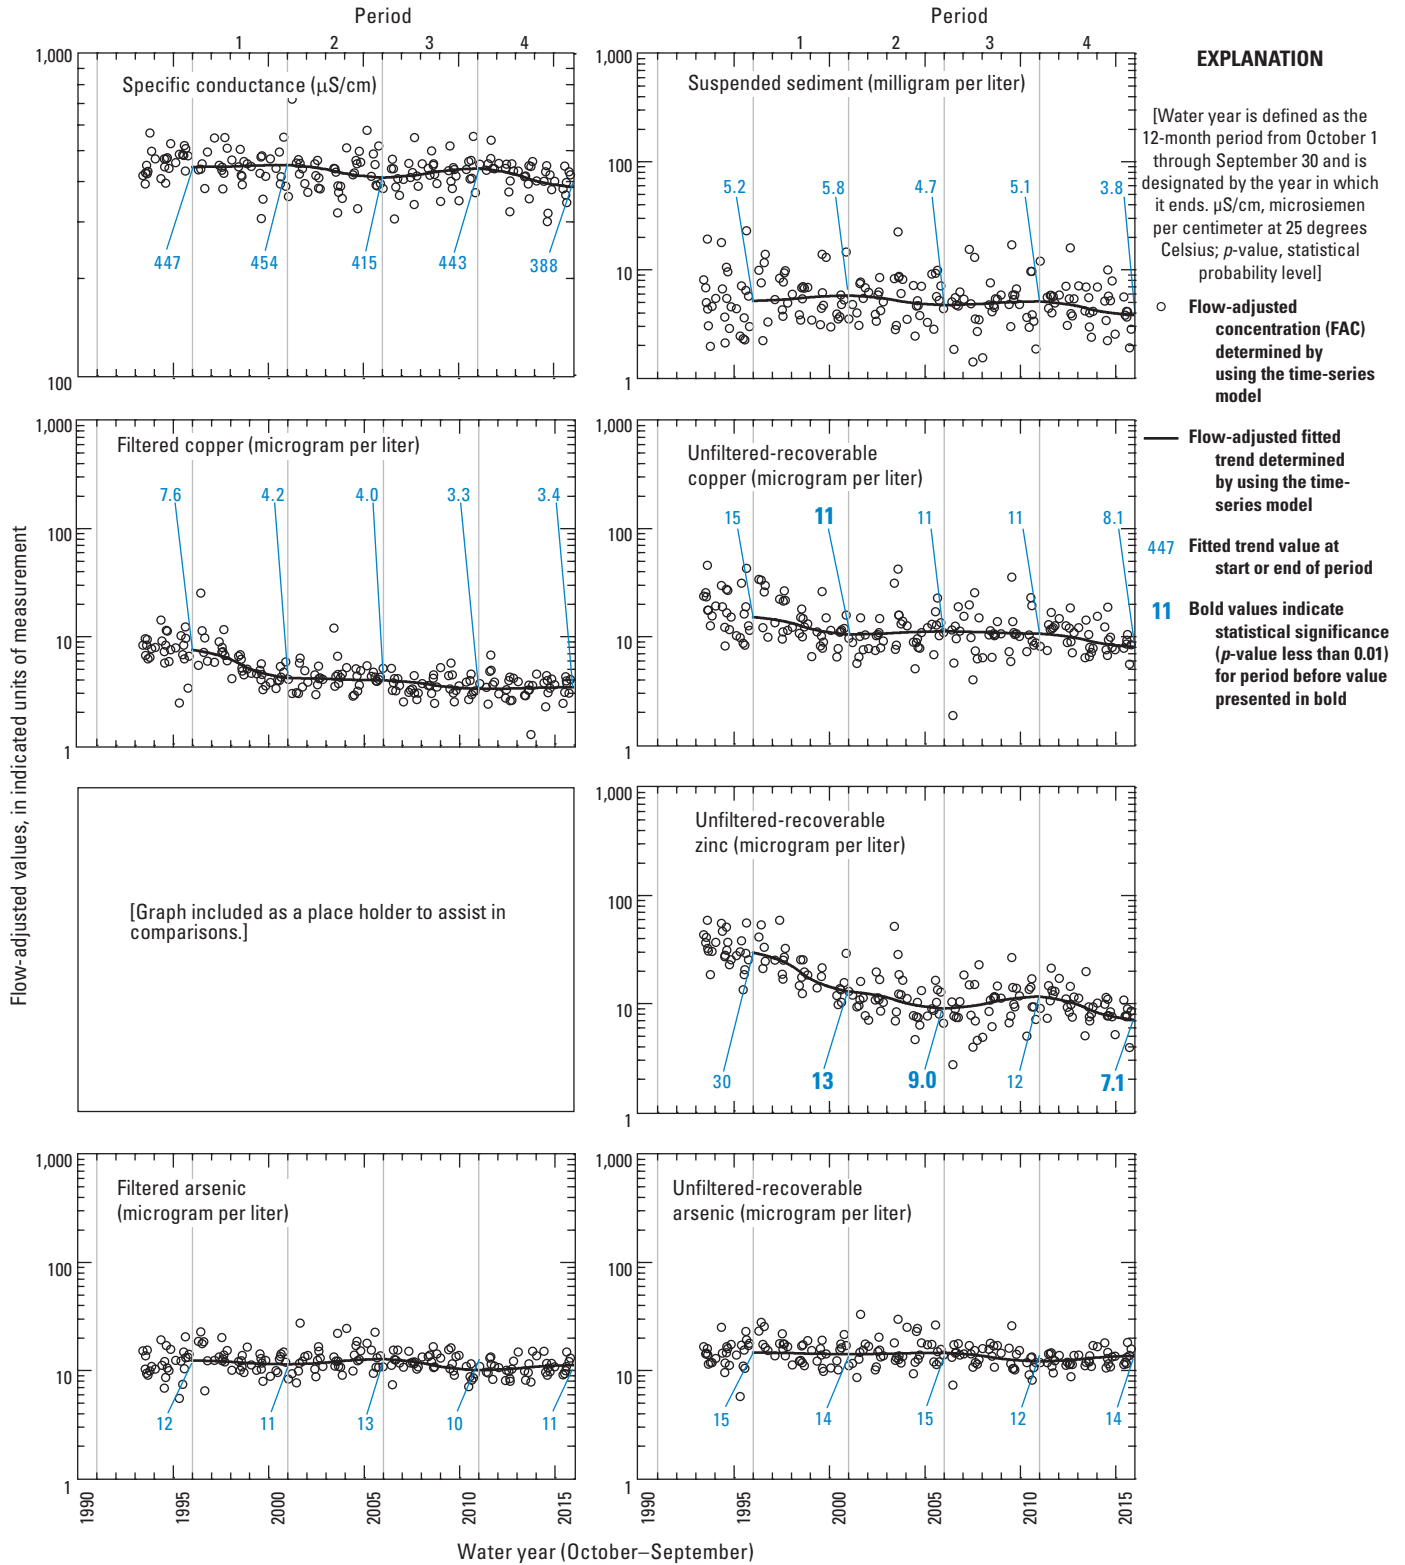 Period
1 2 3 4
Period
1 2 3 4
1,000
100
Specific conductance (µS/cm)
447 454 415 443 388
1,000
100
10
1
Suspended sediment (milligram per liter)
5.2 5.8 4.7 5.1 3.8
1,000
100
10
1
Filtered copper (microgram per liter)
7.6 4.2 4.0 3.3 3.4
1,000
100
10
1
Unfiltered-recoverable
copper (microgram per liter)
15 11 11 11 8.1
[Graph included as a place holder to assist in
comparisons.]
1,000
100
10
1
Unfiltered-recoverable
zinc (microgram per liter)
30 13 9.0 12 7.1
1,000
100
10
1
Filtered arsenic
(microgram per liter)
12 11 13 10 11
1,000
100
10
1
Unfiltered-recoverable
arsenic (microgram per liter)
15 14 15 12 14
1990 1995 2000 2005 2010 2015
1990 1995 2000 2005 2010 2015
Water year (October–September)
Flow-adjusted values, in indicated units of measurement
EXPLANATION
[Water year is defined as the
12-month period from October 1
through September 30 and is
designated by the year in which
it ends. µS/cm, microsiemen
per centimeter at 25 degrees
Celsius; p-value, statistical
probability level]
Flow-adjusted
concentration (FAC)
determined by
using the time-series
model
Flow-adjusted fitted
trend determined
by using the time-
series model
447 Fitted trend value at
start or end of period
11 Bold values indicate
statistical significance
(p-value less than 0.01)
for period before value
presented in bold